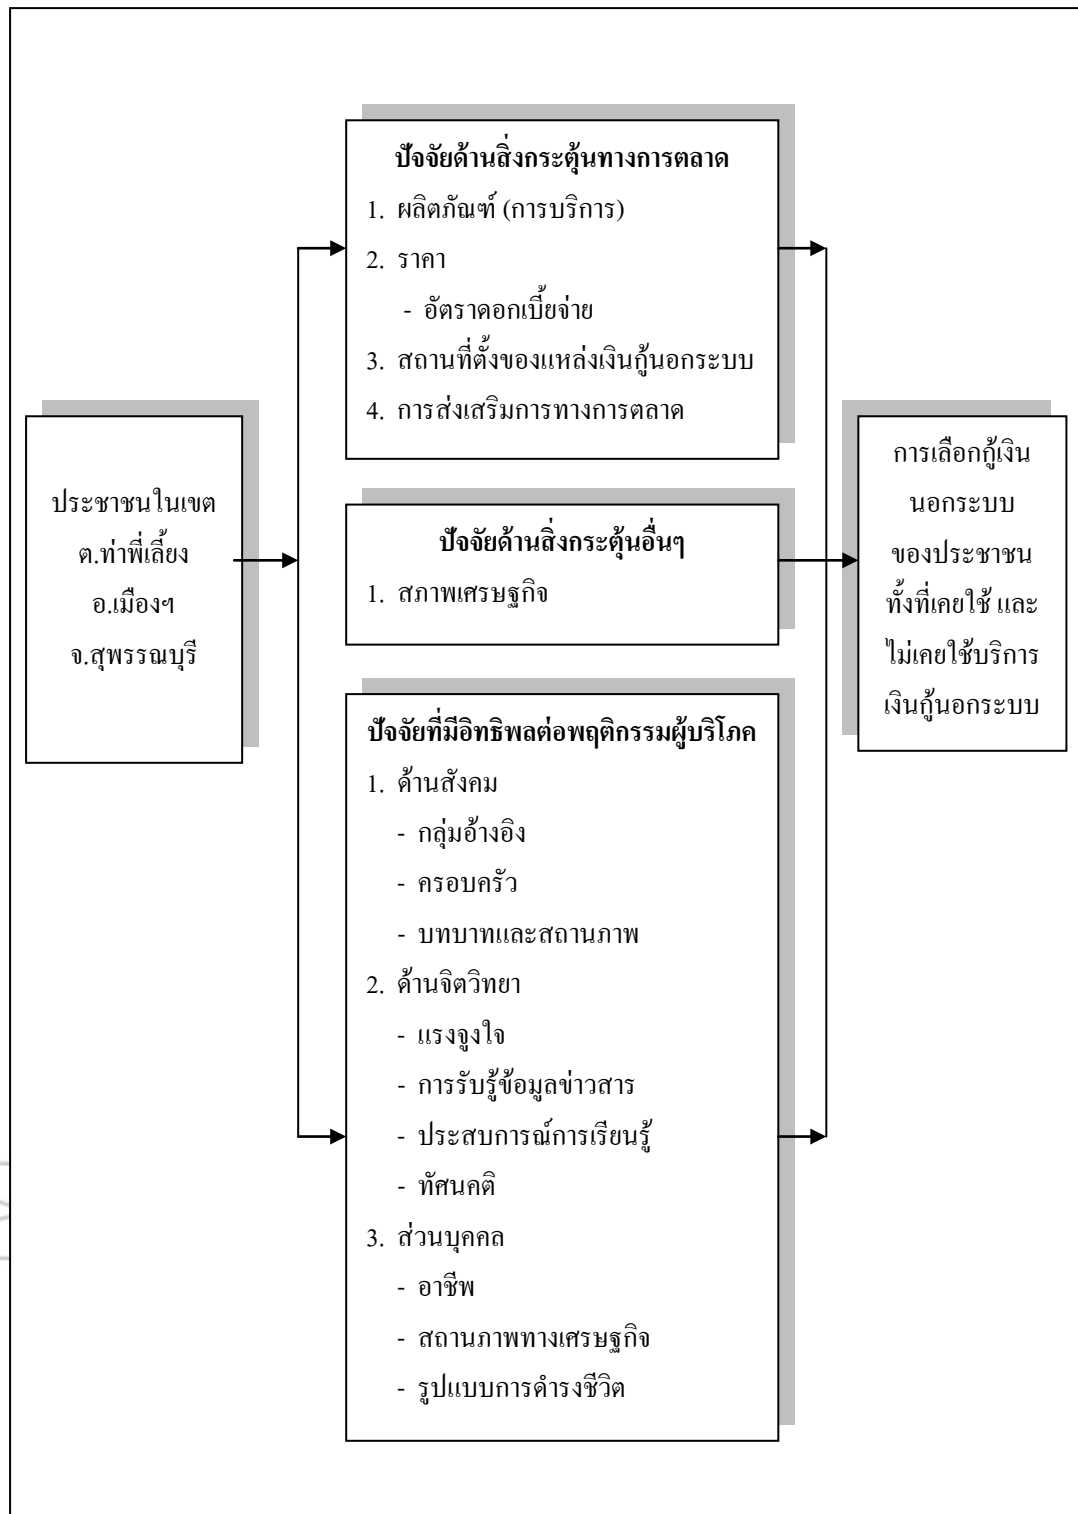 ประชาชนในเขต
ต.ท่าพี่เลี้ยง
อ.เมืองฯ
จ.สุพรรณบุรี
ปัจจัยด้านสิ่งกระตุ้นทางการตลาด
1. ผลิตภัณฑ์ (การบริการ)
2. ราคา
- อัตราดอกเบี้ยจ่าย
3. สถานที่ตั้งของแหล่งเงินกู้นอกระบบ
4. การส่งเสริมการทางการตลาด
ปัจจัยด้านสิ่งกระตุ้นอื่นๆ
1. สภาพเศรษฐกิจ
ปัจจัยที่มีอิทธิพลต่อพฤติกรรมผู้บริโภค
1. ด้านสังคม
- กลุ่มอ้างอิง
- ครอบครัว
- บทบาทและสถานภาพ
2. ด้านจิตวิทยา
- แรงจูงใจ
- การรับรู้ข้อมูลข่าวสาร
- ประสบการณ์การเรียนรู้
- ทัศนคติ
3. ส่วนบุคคล
- อาชีพ
- สถานภาพทางเศรษฐกิจ
- รูปแบบการดำรงชีวิต
การเลือกกู้เงิน
นอกระบบ
ของประชาชน
ทั้งที่เคยใช้ และ
ไม่เคยใช้บริการ
เงินกู้นอกระบบ